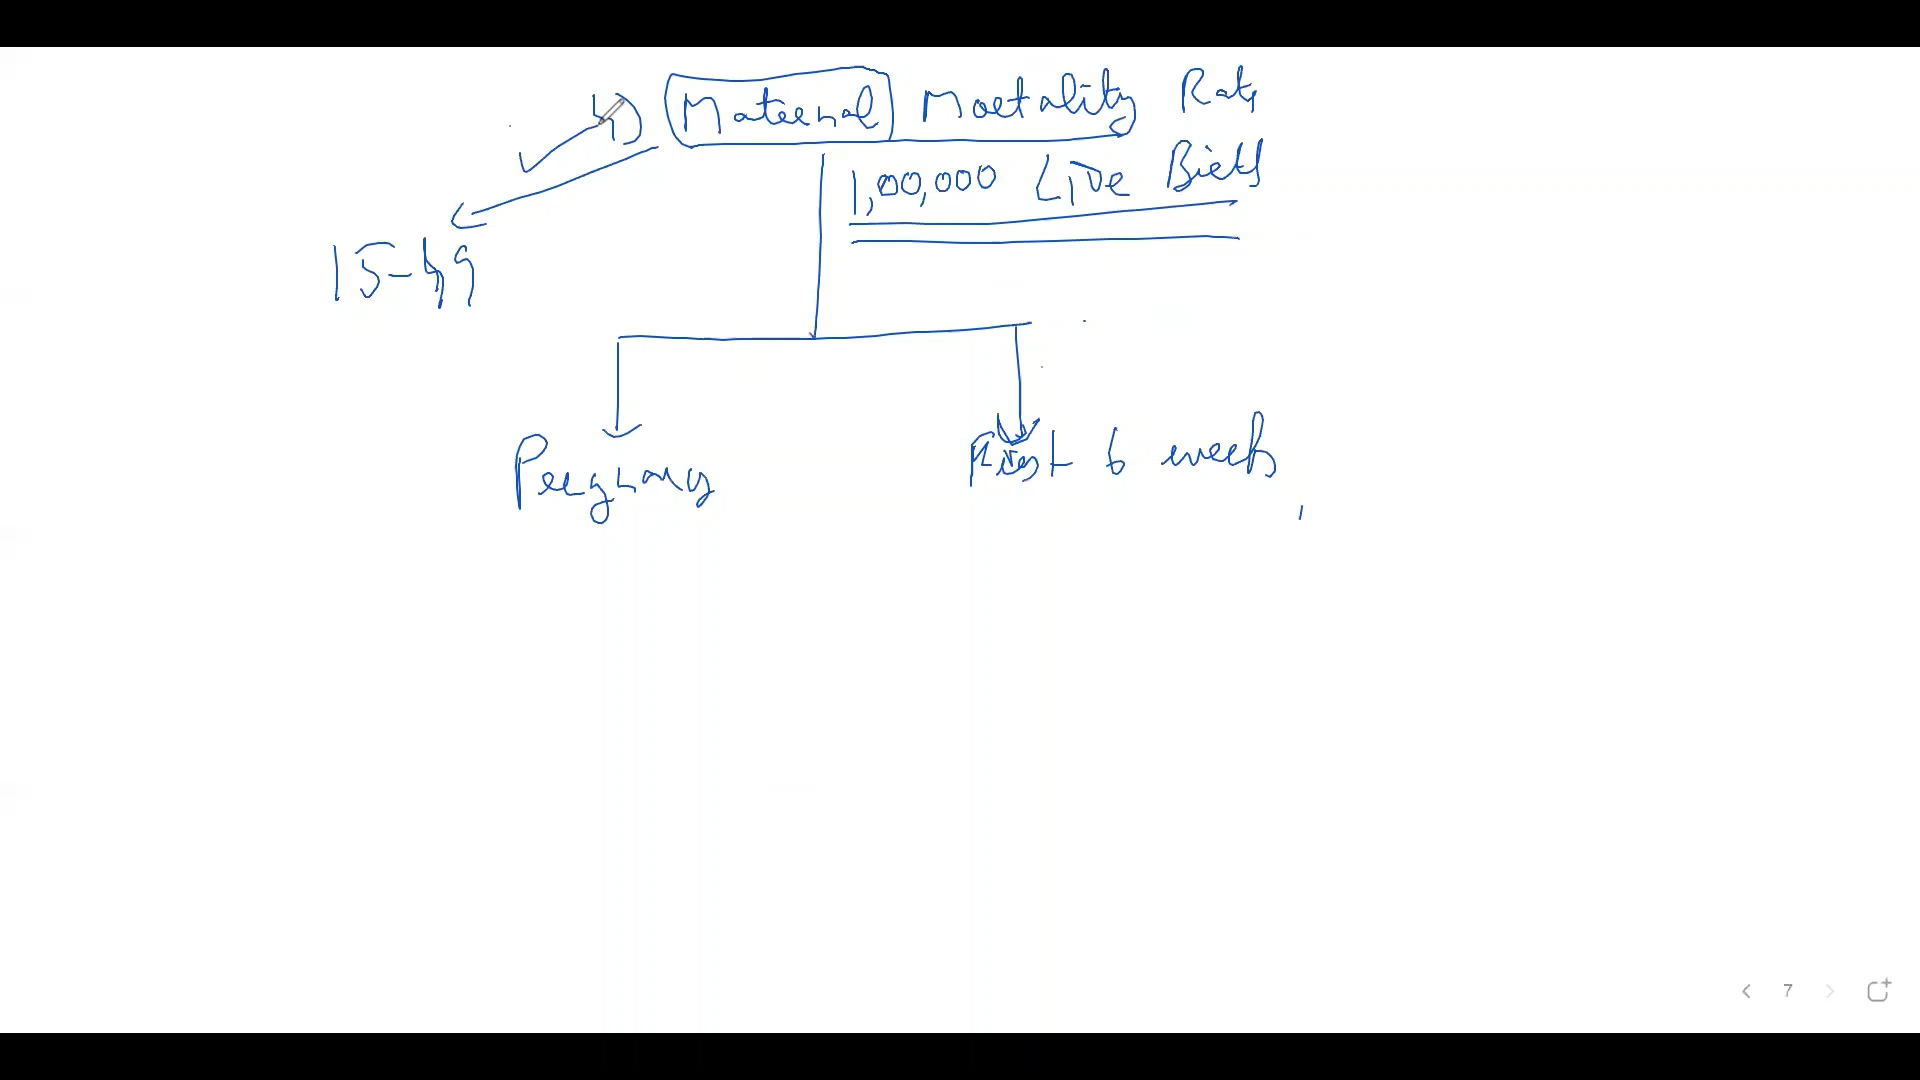 4) Maternal Mortality Rate
1,00,000 Live Birth
15-49
Pregnancy
First 6 weeks
7